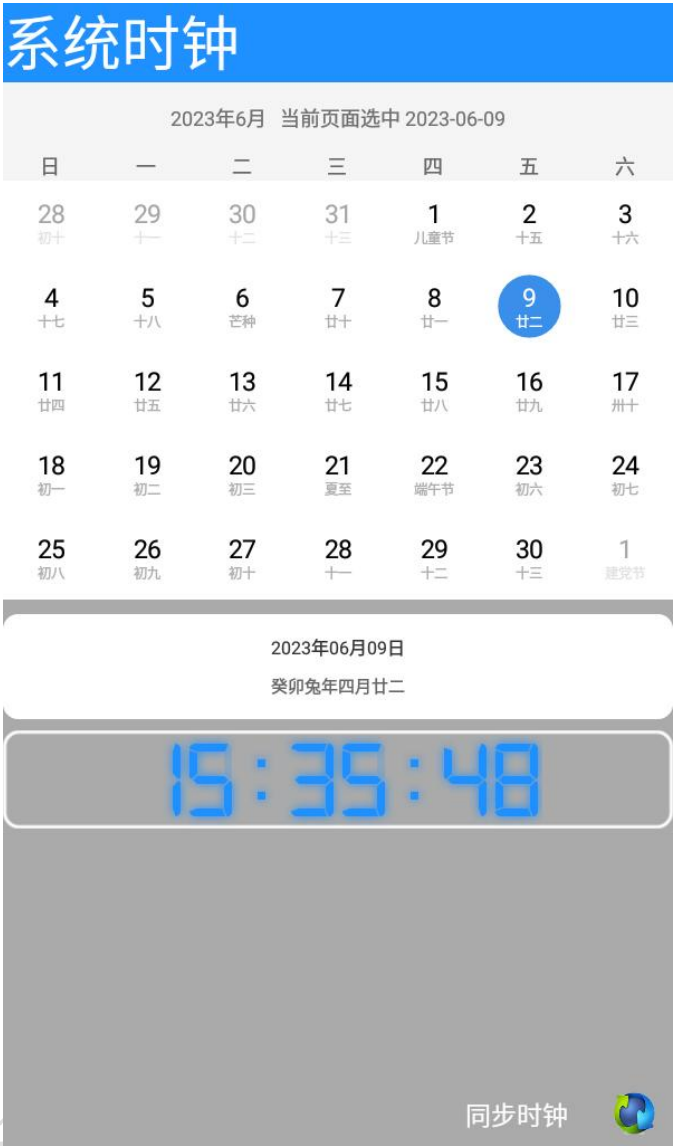 系统时钟
2023年6月 当前页面选中 2023-06-09
日 一 二 三 四 五 六
28 29 30 31 1 2 3
初十 十一 十二 十三 儿童节 十五 十六
4 5 6 7 8 9 10
十七 十八 芒种 廿十 廿一 廿二 廿三
11 12 13 14 15 16 17
廿四 廿五 廿六 廿七 廿八 廿九 卅十
18 19 20 21 22 23 24
初一 初二 初三 夏至 端午节 初六 初七
25 26 27 28 29 30 1
初八 初九 初十 十一 十二 十三 建党节
2023年06月09日
癸卯兔年四月廿二
15:35:48
同步时钟